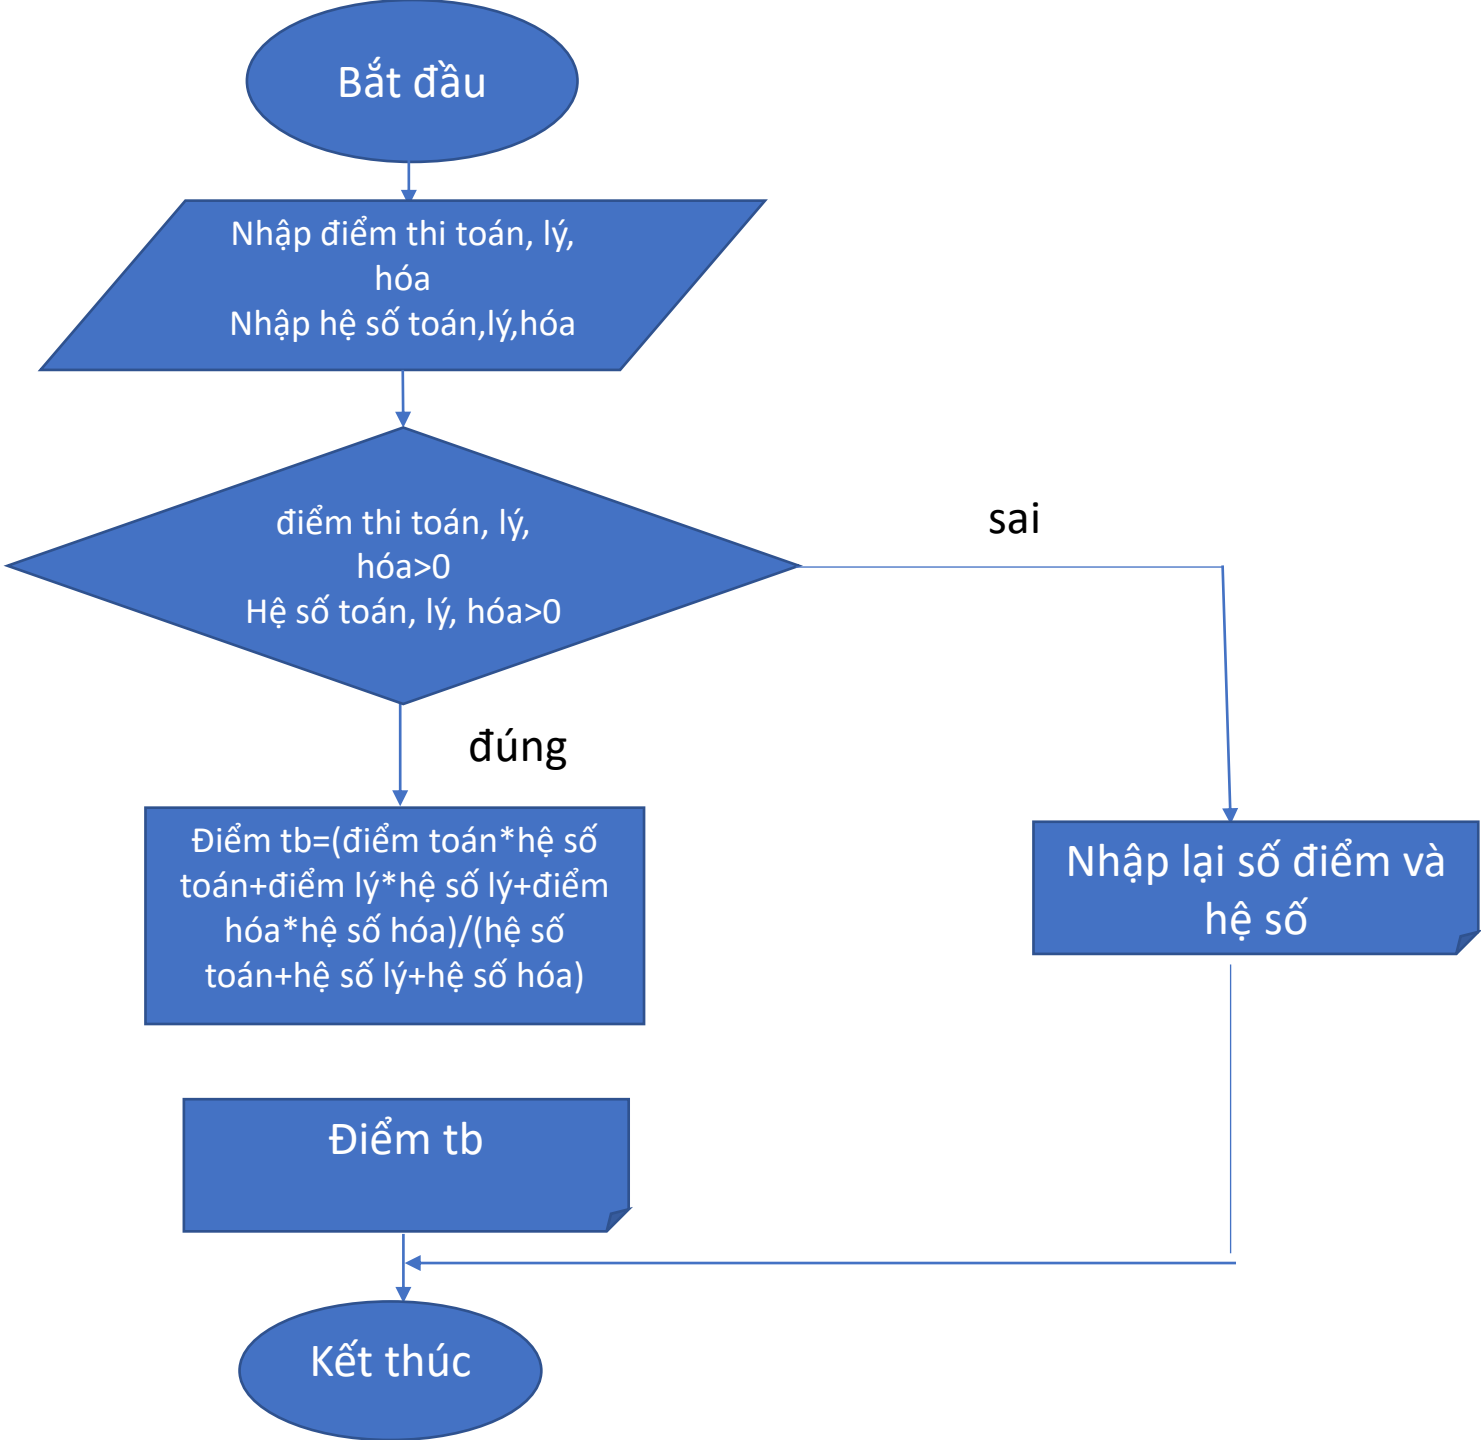 Bắt đầu
Nhập điểm thi toán, lý,
hóa
Nhập hệ số toán,lý,hóa
điểm thi toán, lý,
hóa>0
Hệ số toán, lý, hóa>0
sai
đúng
Điểm tb=(điểm toán*hệ số
toán+điểm lý*hệ số lý+điểm
hóa*hệ số hóa)/(hệ số
toán+hệ số lý+hệ số hóa)
Nhập lại số điểm và
hệ số
Điểm tb
Kết thúc